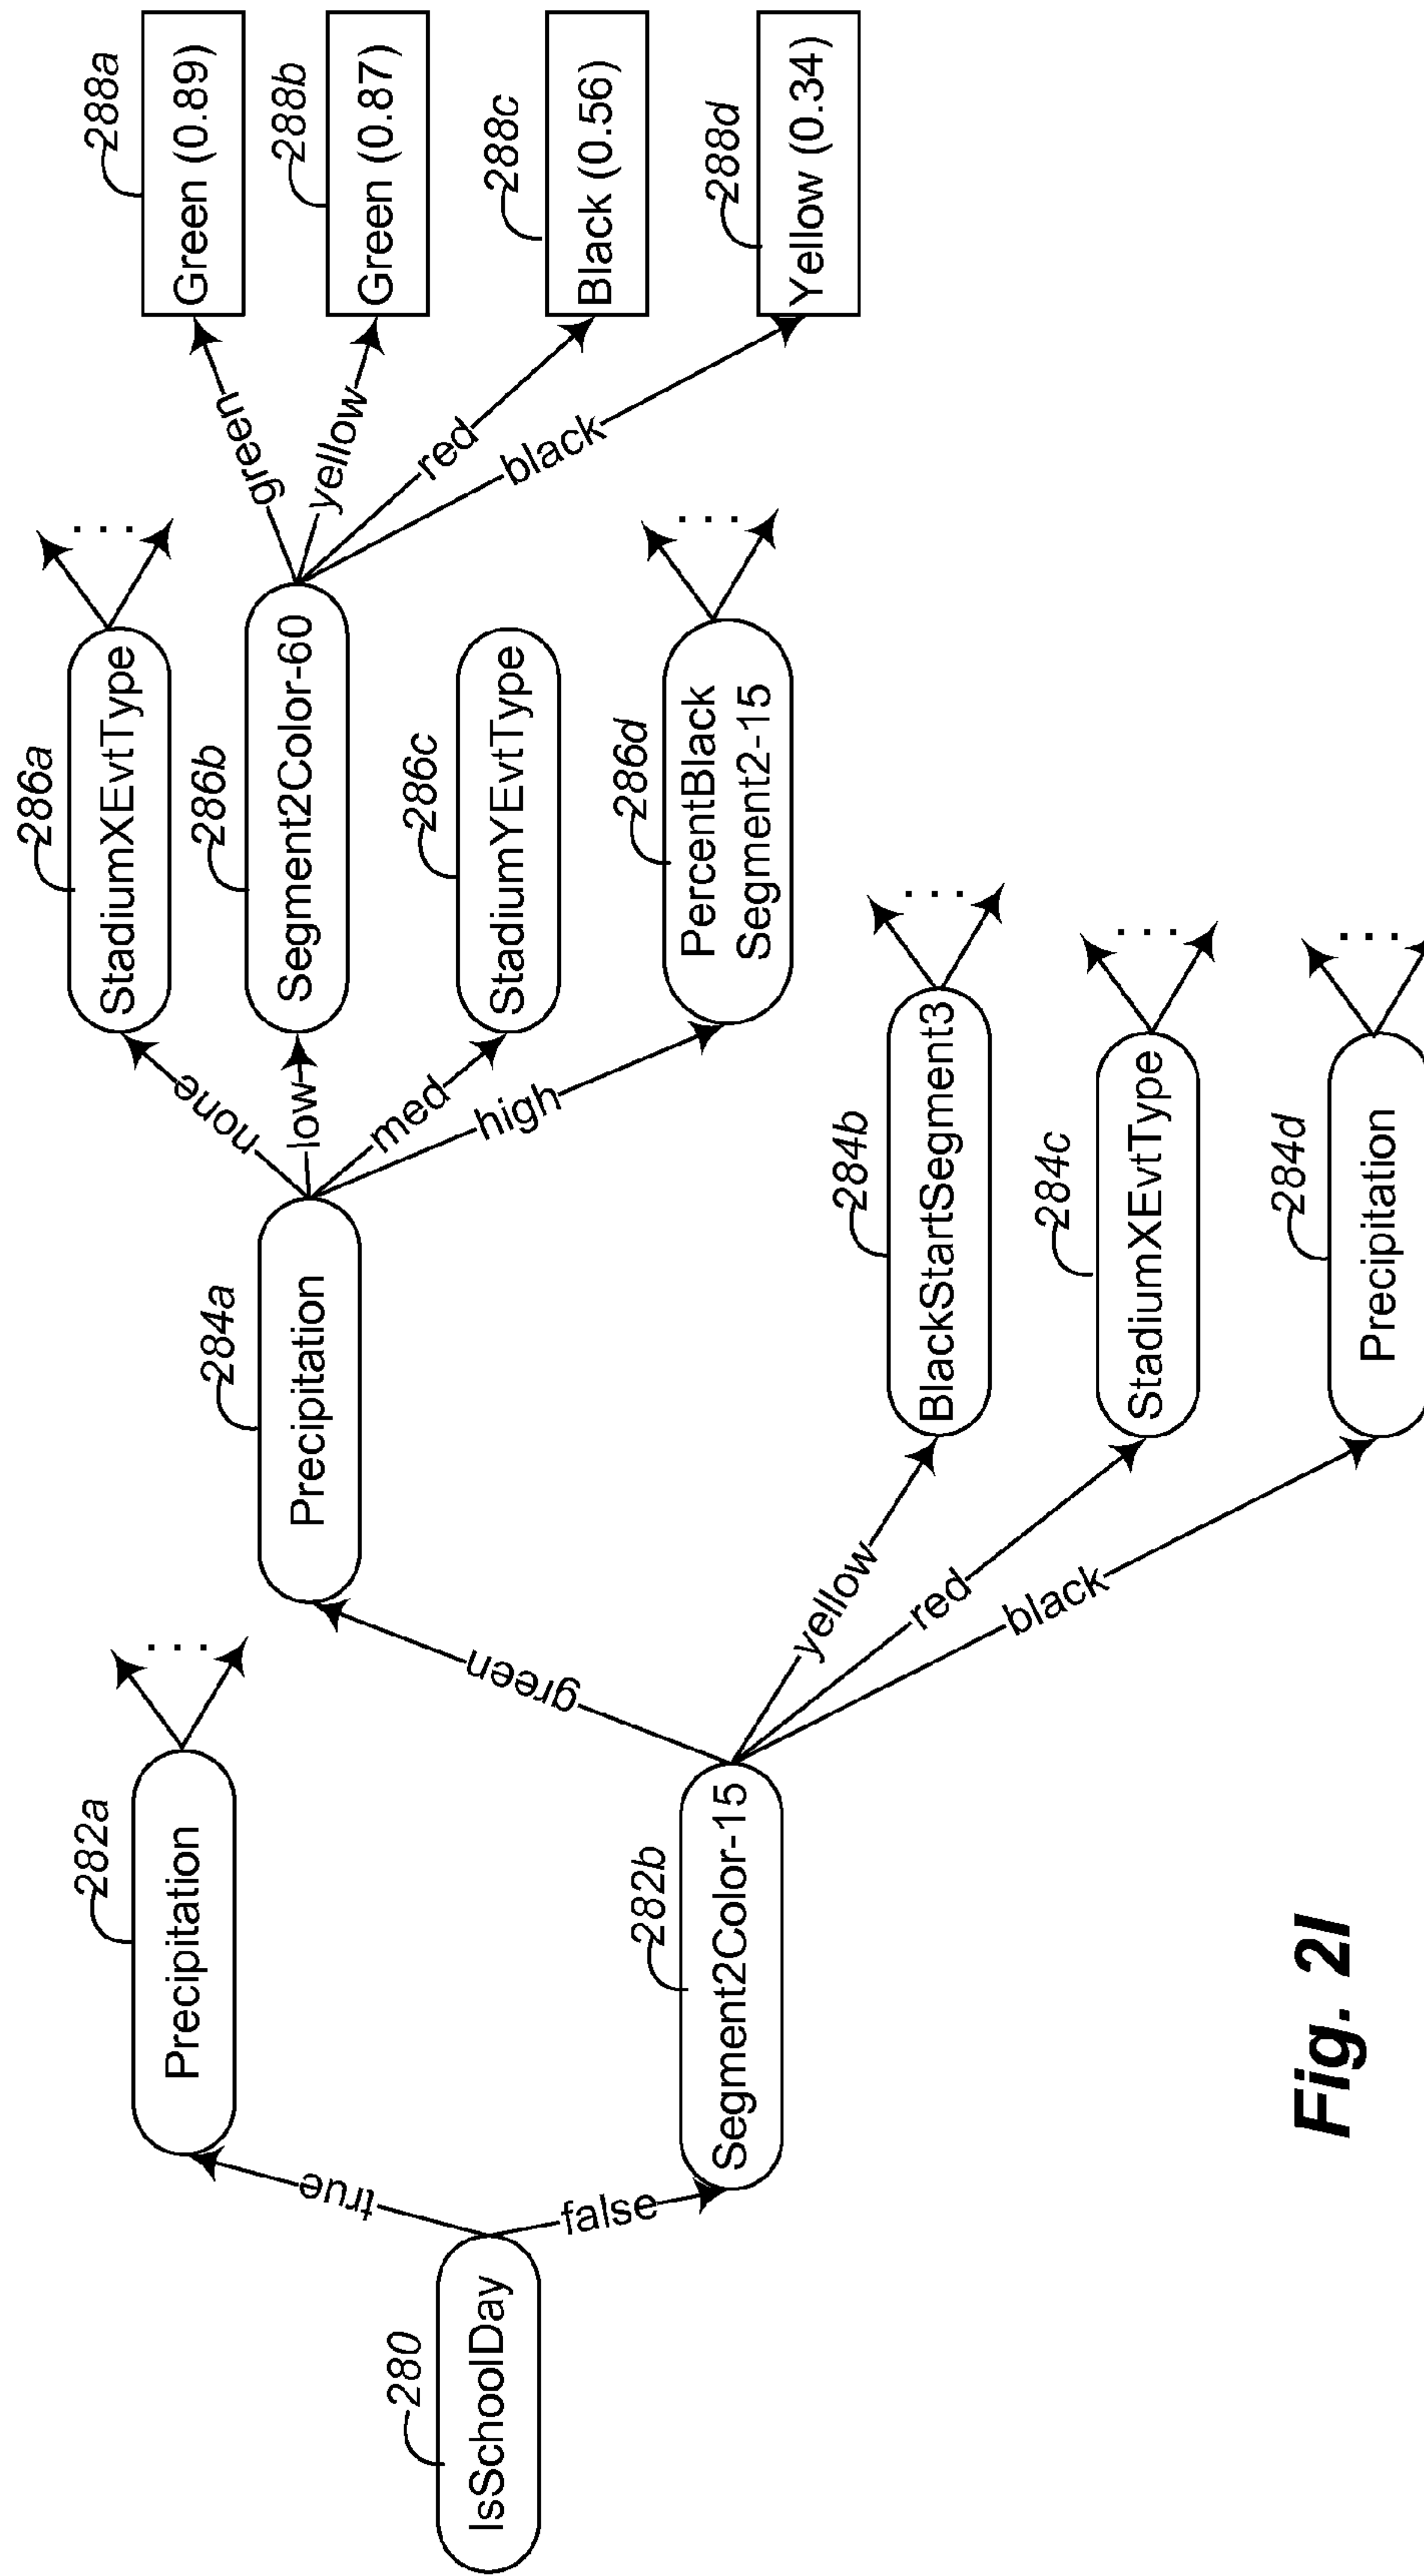 280
IsSchoolDay
true
false
282a
Precipitation
. . .
282b
Segment2Color-15
green
yellow
red
black
284a
Precipitation
none
low
med
high
284b
BlackStartSegment3
. . .
284c
StadiumXEvtType
. . .
284d
Precipitation
. . .
286a
StadiumXEvtType
. . .
286b
Segment2Color-60
green
yellow
red
black
286c
StadiumYEvtType
286d
PercentBlack
Segment2-15
. . .
288a
Green (0.89)
288b
Green (0.87)
288c
Black (0.56)
288d
Yellow (0.34)
Fig. 2I